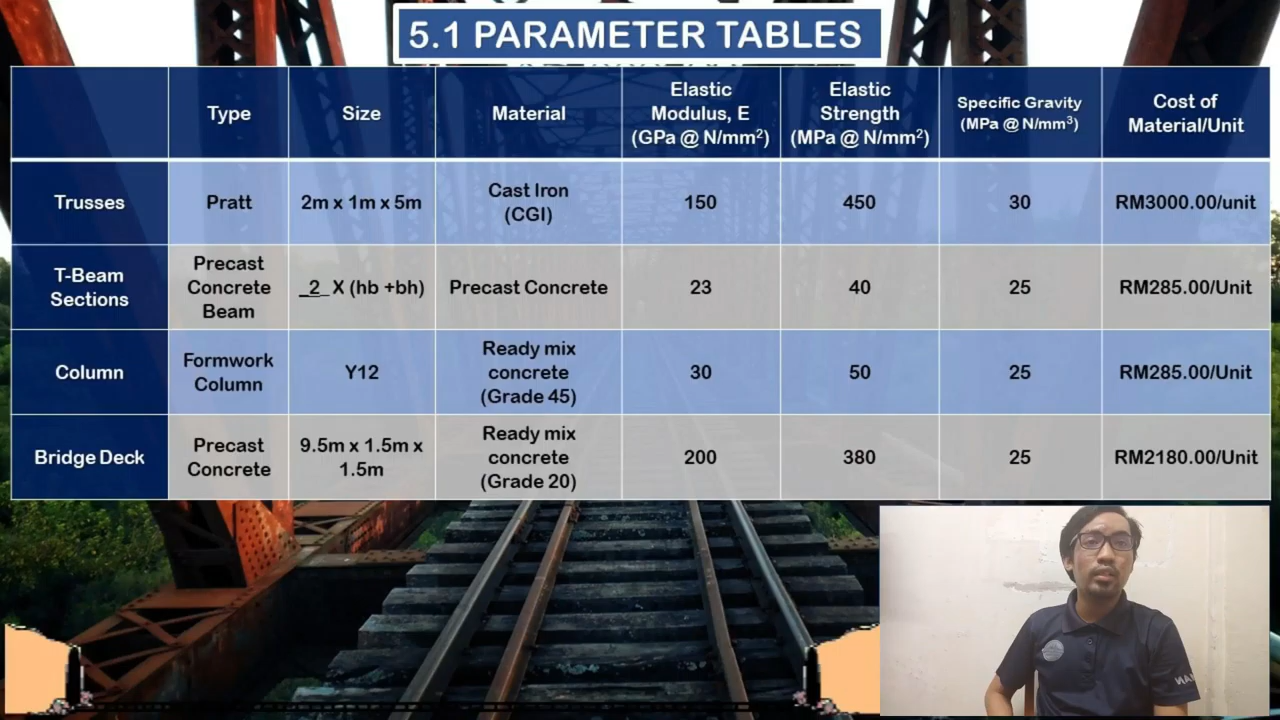 5.1 PARAMETER TABLES
Type
Size
Material
Elastic
Modulus, E
(GPa @ N/mm²)
Elastic
Strength
(MPa @ N/mm²)
Specific Gravity
(MPa @ N/mm³)
Cost of
Material/Unit
Trusses
Pratt
2m x 1m x 5m
Cast Iron
(CGI)
150
450
30
RM3000.00/unit
T-Beam
Sections
Precast
Concrete
Beam
_2_ X (hb +bh)
Precast Concrete
23
40
25
RM285.00/Unit
Column
Formwork
Column
Y12
Ready mix
concrete
(Grade 45)
30
50
25
RM285.00/Unit
Bridge Deck
Precast
Concrete
9.5m x 1.5m x
1.5m
Ready mix
concrete
(Grade 20)
200
380
25
RM2180.00/Unit